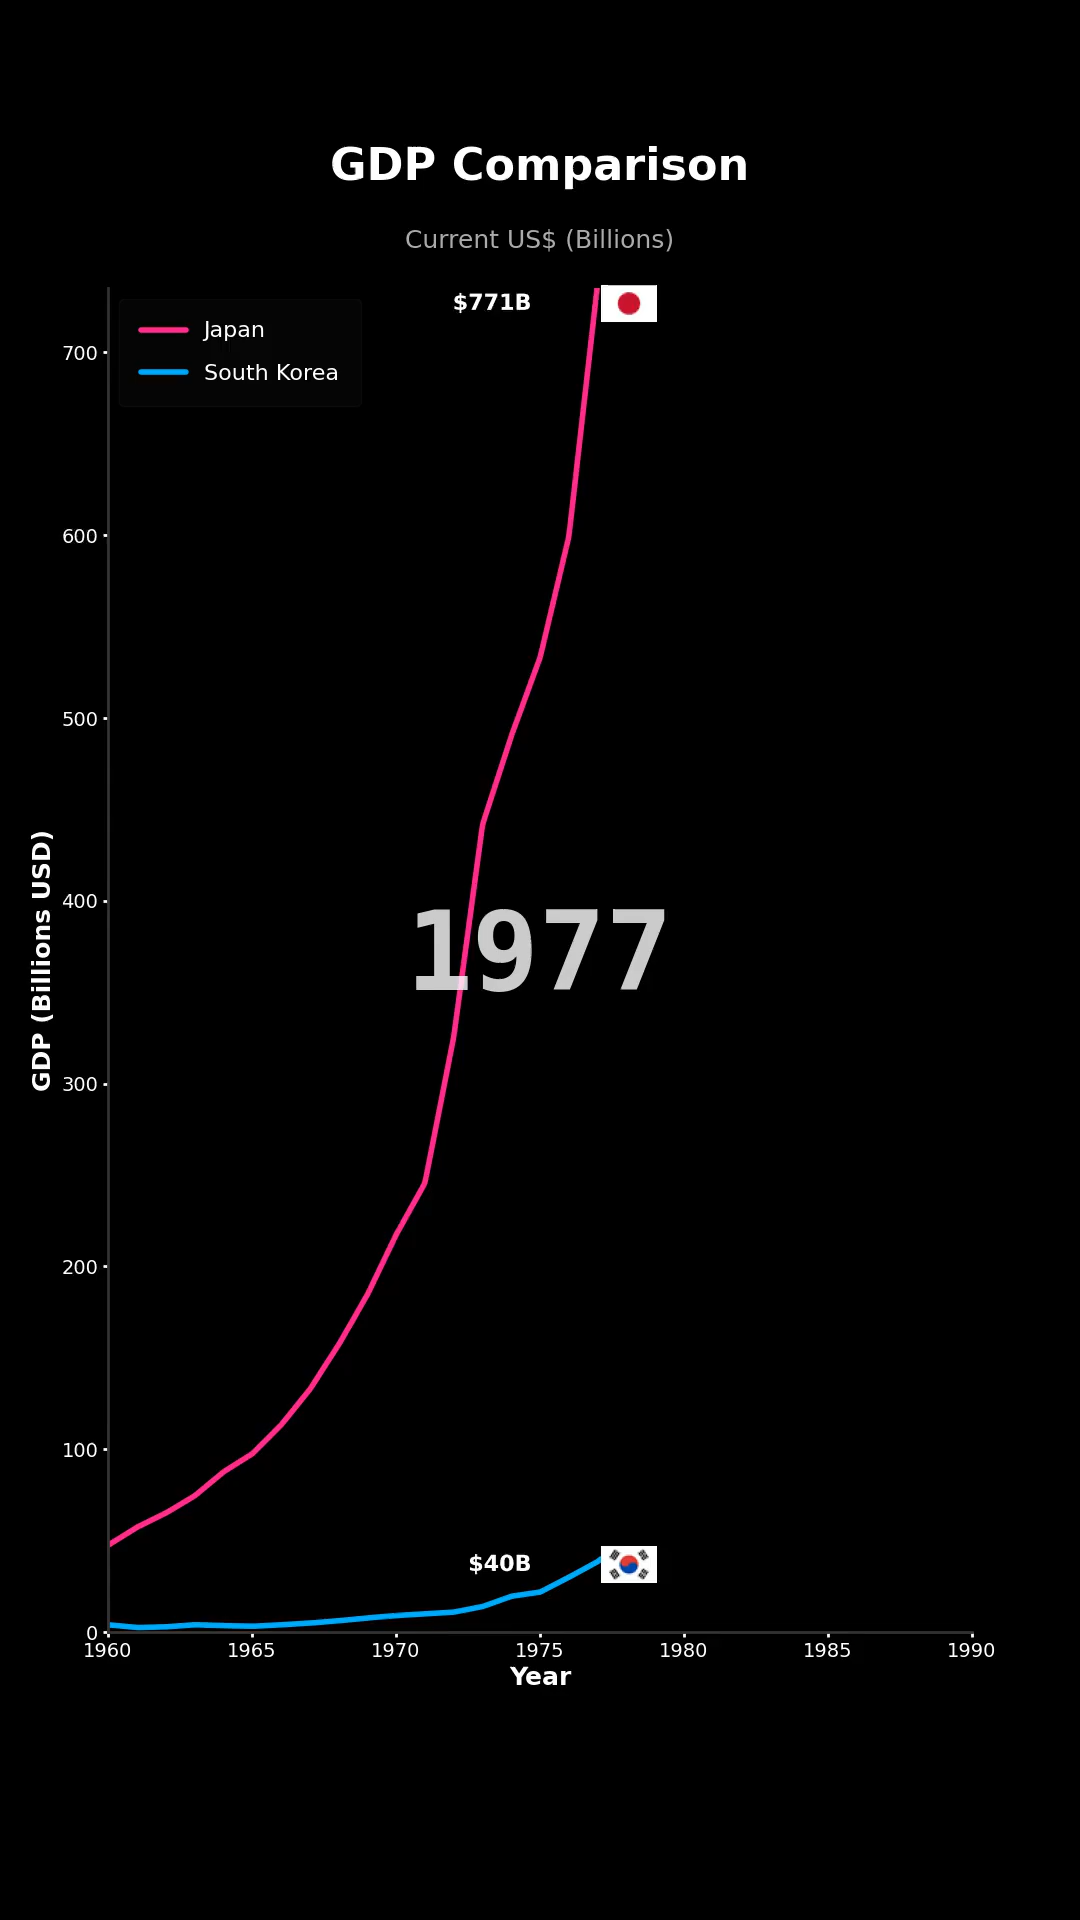 GDP Comparison
Current US$ (Billions)
$771B
Japan
South Korea
700
600
500
400
300
200
100
0
GDP (Billions USD)
1977
$40B
1960 1965 1970 1975 1980 1985 1990
Year